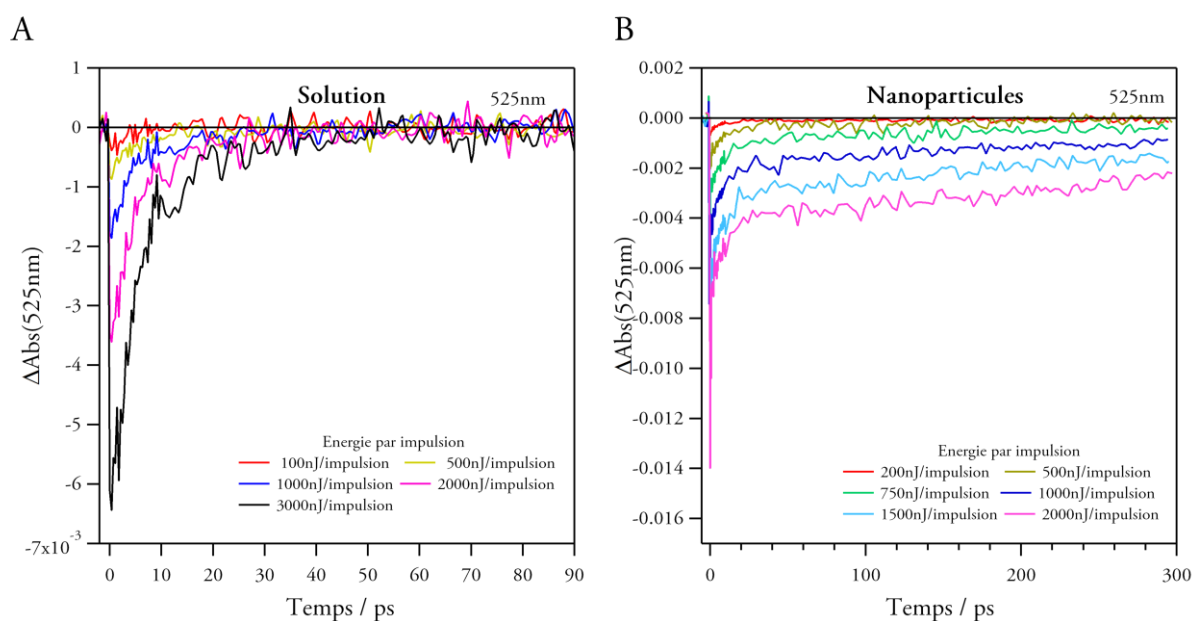 A
Solution
525nm
1
0
-1
-2
-3
-4
-5
-6
-7x10⁻³
ΔAbs(525nm)
Energie par impulsion
100nJ/impulsion
500nJ/impulsion
1000nJ/impulsion
2000nJ/impulsion
3000nJ/impulsion
0 10 20 30 40 50 60 70 80 90
Temps / ps
B
Nanoparticules
525nm
0.002
0.000
-0.002
-0.004
-0.006
-0.008
-0.010
-0.012
-0.014
-0.016
ΔAbs(525nm)
Energie par impulsion
200nJ/impulsion
500nJ/impulsion
750nJ/impulsion
1000nJ/impulsion
1500nJ/impulsion
2000nJ/impulsion
0 100 200 300
Temps / ps